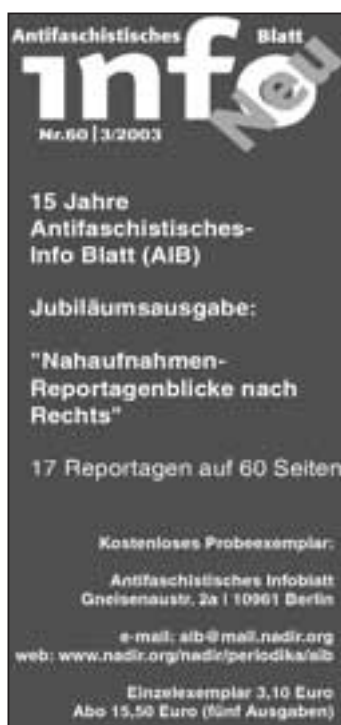 Antifaschistisches Blatt
info
Neu
Nr.60 | 3/2003
15 Jahre
Antifaschistisches-
Info Blatt (AIB)
Jubiläumsausgabe:
"Nahaufnahmen-
Reportagenblicke nach
Rechts"
17 Reportagen auf 60 Seiten
Kostenloses Probeexemplar:
Antifaschistisches Infoblatt
Gneisenaustr. 2a | 10961 Berlin
e-mail: aib@mail.nadir.org
web: www.nadir.org/nadir/periodika/aib
Einzelexemplar 3,10 Euro
Abo 15,50 Euro (fünf Ausgaben)